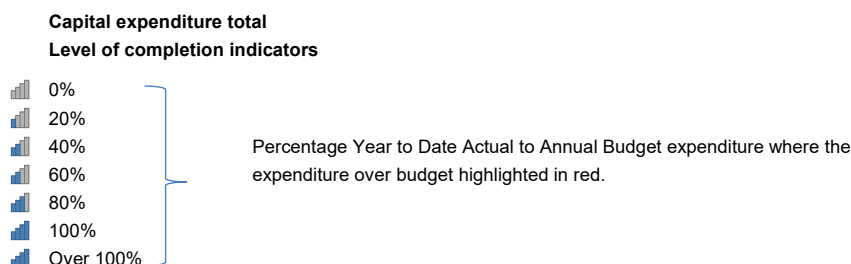 Capital expenditure total
Level of completion indicators
0%
20%
40%
60%
80%
100%
Over 100%
Percentage Year to Date Actual to Annual Budget expenditure where the
expenditure over budget highlighted in red.